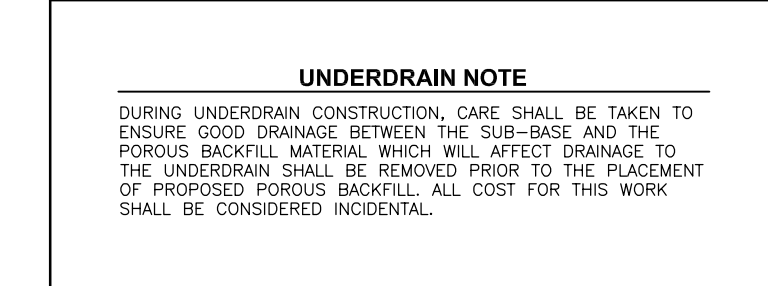 UNDERDRAIN NOTE
DURING UNDERDRAIN CONSTRUCTION, CARE SHALL BE TAKEN TO
ENSURE GOOD DRAINAGE BETWEEN THE SUB-BASE AND THE
POROUS BACKFILL MATERIAL WHICH WILL AFFECT DRAINAGE TO
THE UNDERDRAIN SHALL BE REMOVED PRIOR TO THE PLACEMENT
OF PROPOSED POROUS BACKFILL. ALL COST FOR THIS WORK
SHALL BE CONSIDERED INCIDENTAL.